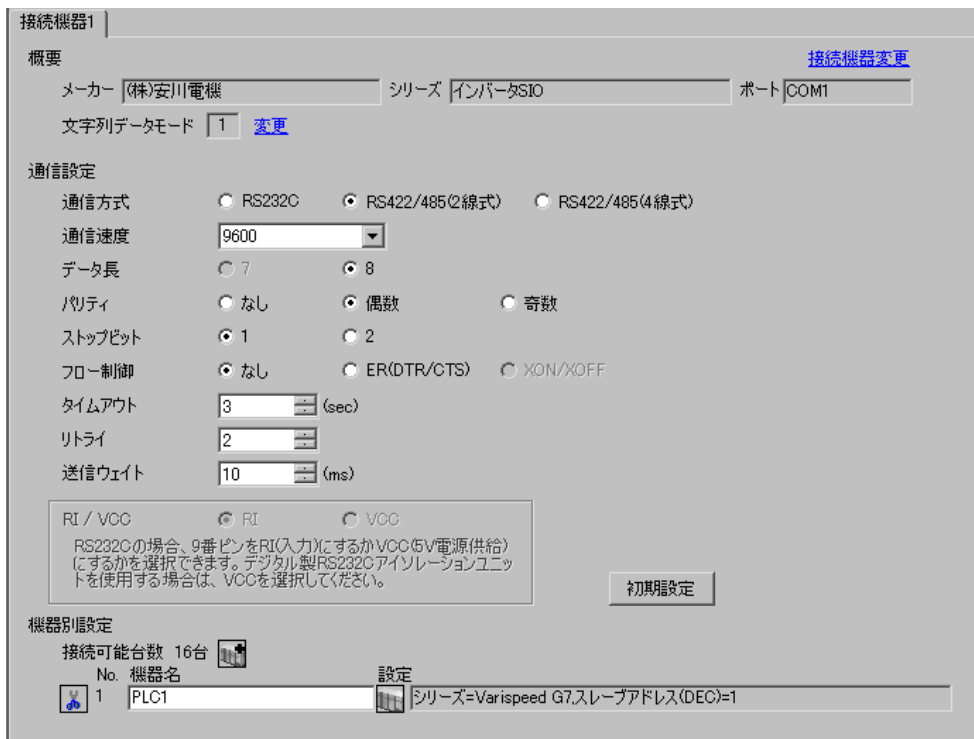 接続機器1
概要 接続機器変更
メーカー (株)安川電機 シリーズ インバータSIO ポート COM1
文字列データモード 1 変更
通信設定
通信方式 RS232C RS422/485(2線式) RS422/485(4線式)
通信速度 9600
データ長 7 8
パリティ なし 偶数 奇数
ストップビット 1 2
フロー制御 なし ER(DTR/CTS) XON/XOFF
タイムアウト 3 (sec)
リトライ 2
送信ウェイト 10 (ms)
RI / VCC RI VCC
RS232Cの場合、9番ピンをRI(入力)にするかVCC(5V電源供給)
にするかを選択できます。デジタル製RS232Cアイソレーションユニッ
トを使用する場合は、VCCを選択してください。
初期設定
機器別設定
接続可能台数 16台
No. 機器名 設定
1 PLC1 シリーズ=Varispeed G7,スレーブアドレス(DEC)=1